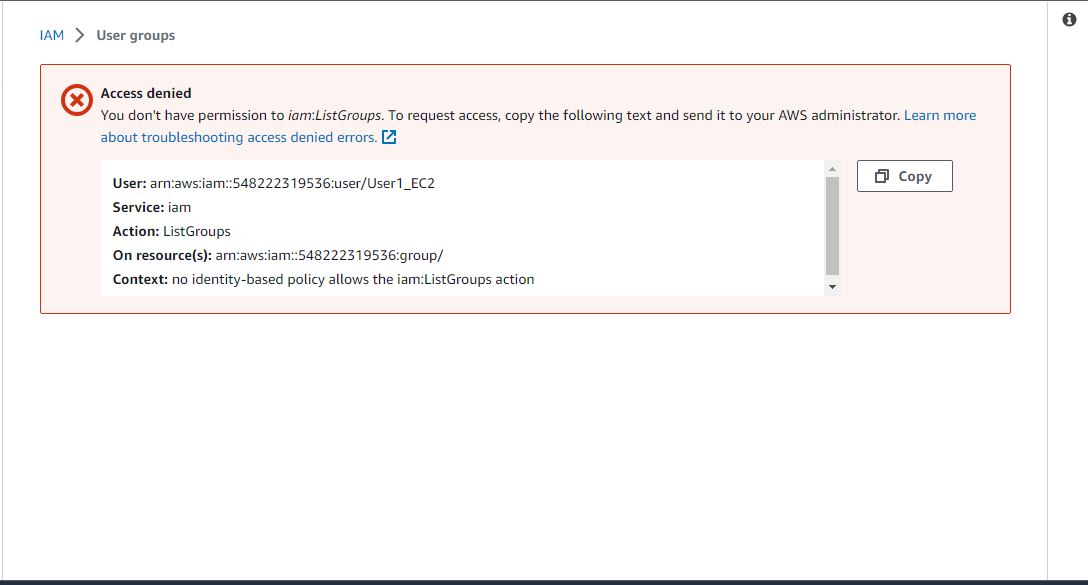 IAM > User groups
Access denied
You don't have permission to iam:ListGroups. To request access, copy the following text and send it to your AWS administrator. Learn more
about troubleshooting access denied errors.
User: arn:aws:iam::548222319536:user/User1_EC2
Copy
Service: iam
Action: ListGroups
On resource(s): arn:aws:iam::548222319536:group/
Context: no identity-based policy allows the iam:ListGroups action